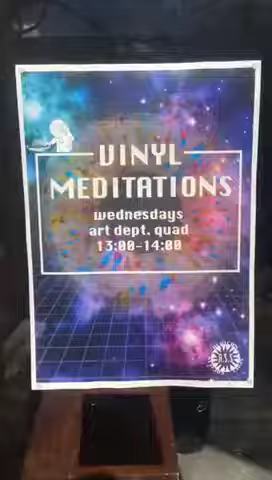 VINYL
MEDITATIONS
wednesdays
art dept. quad
13:00-14:00